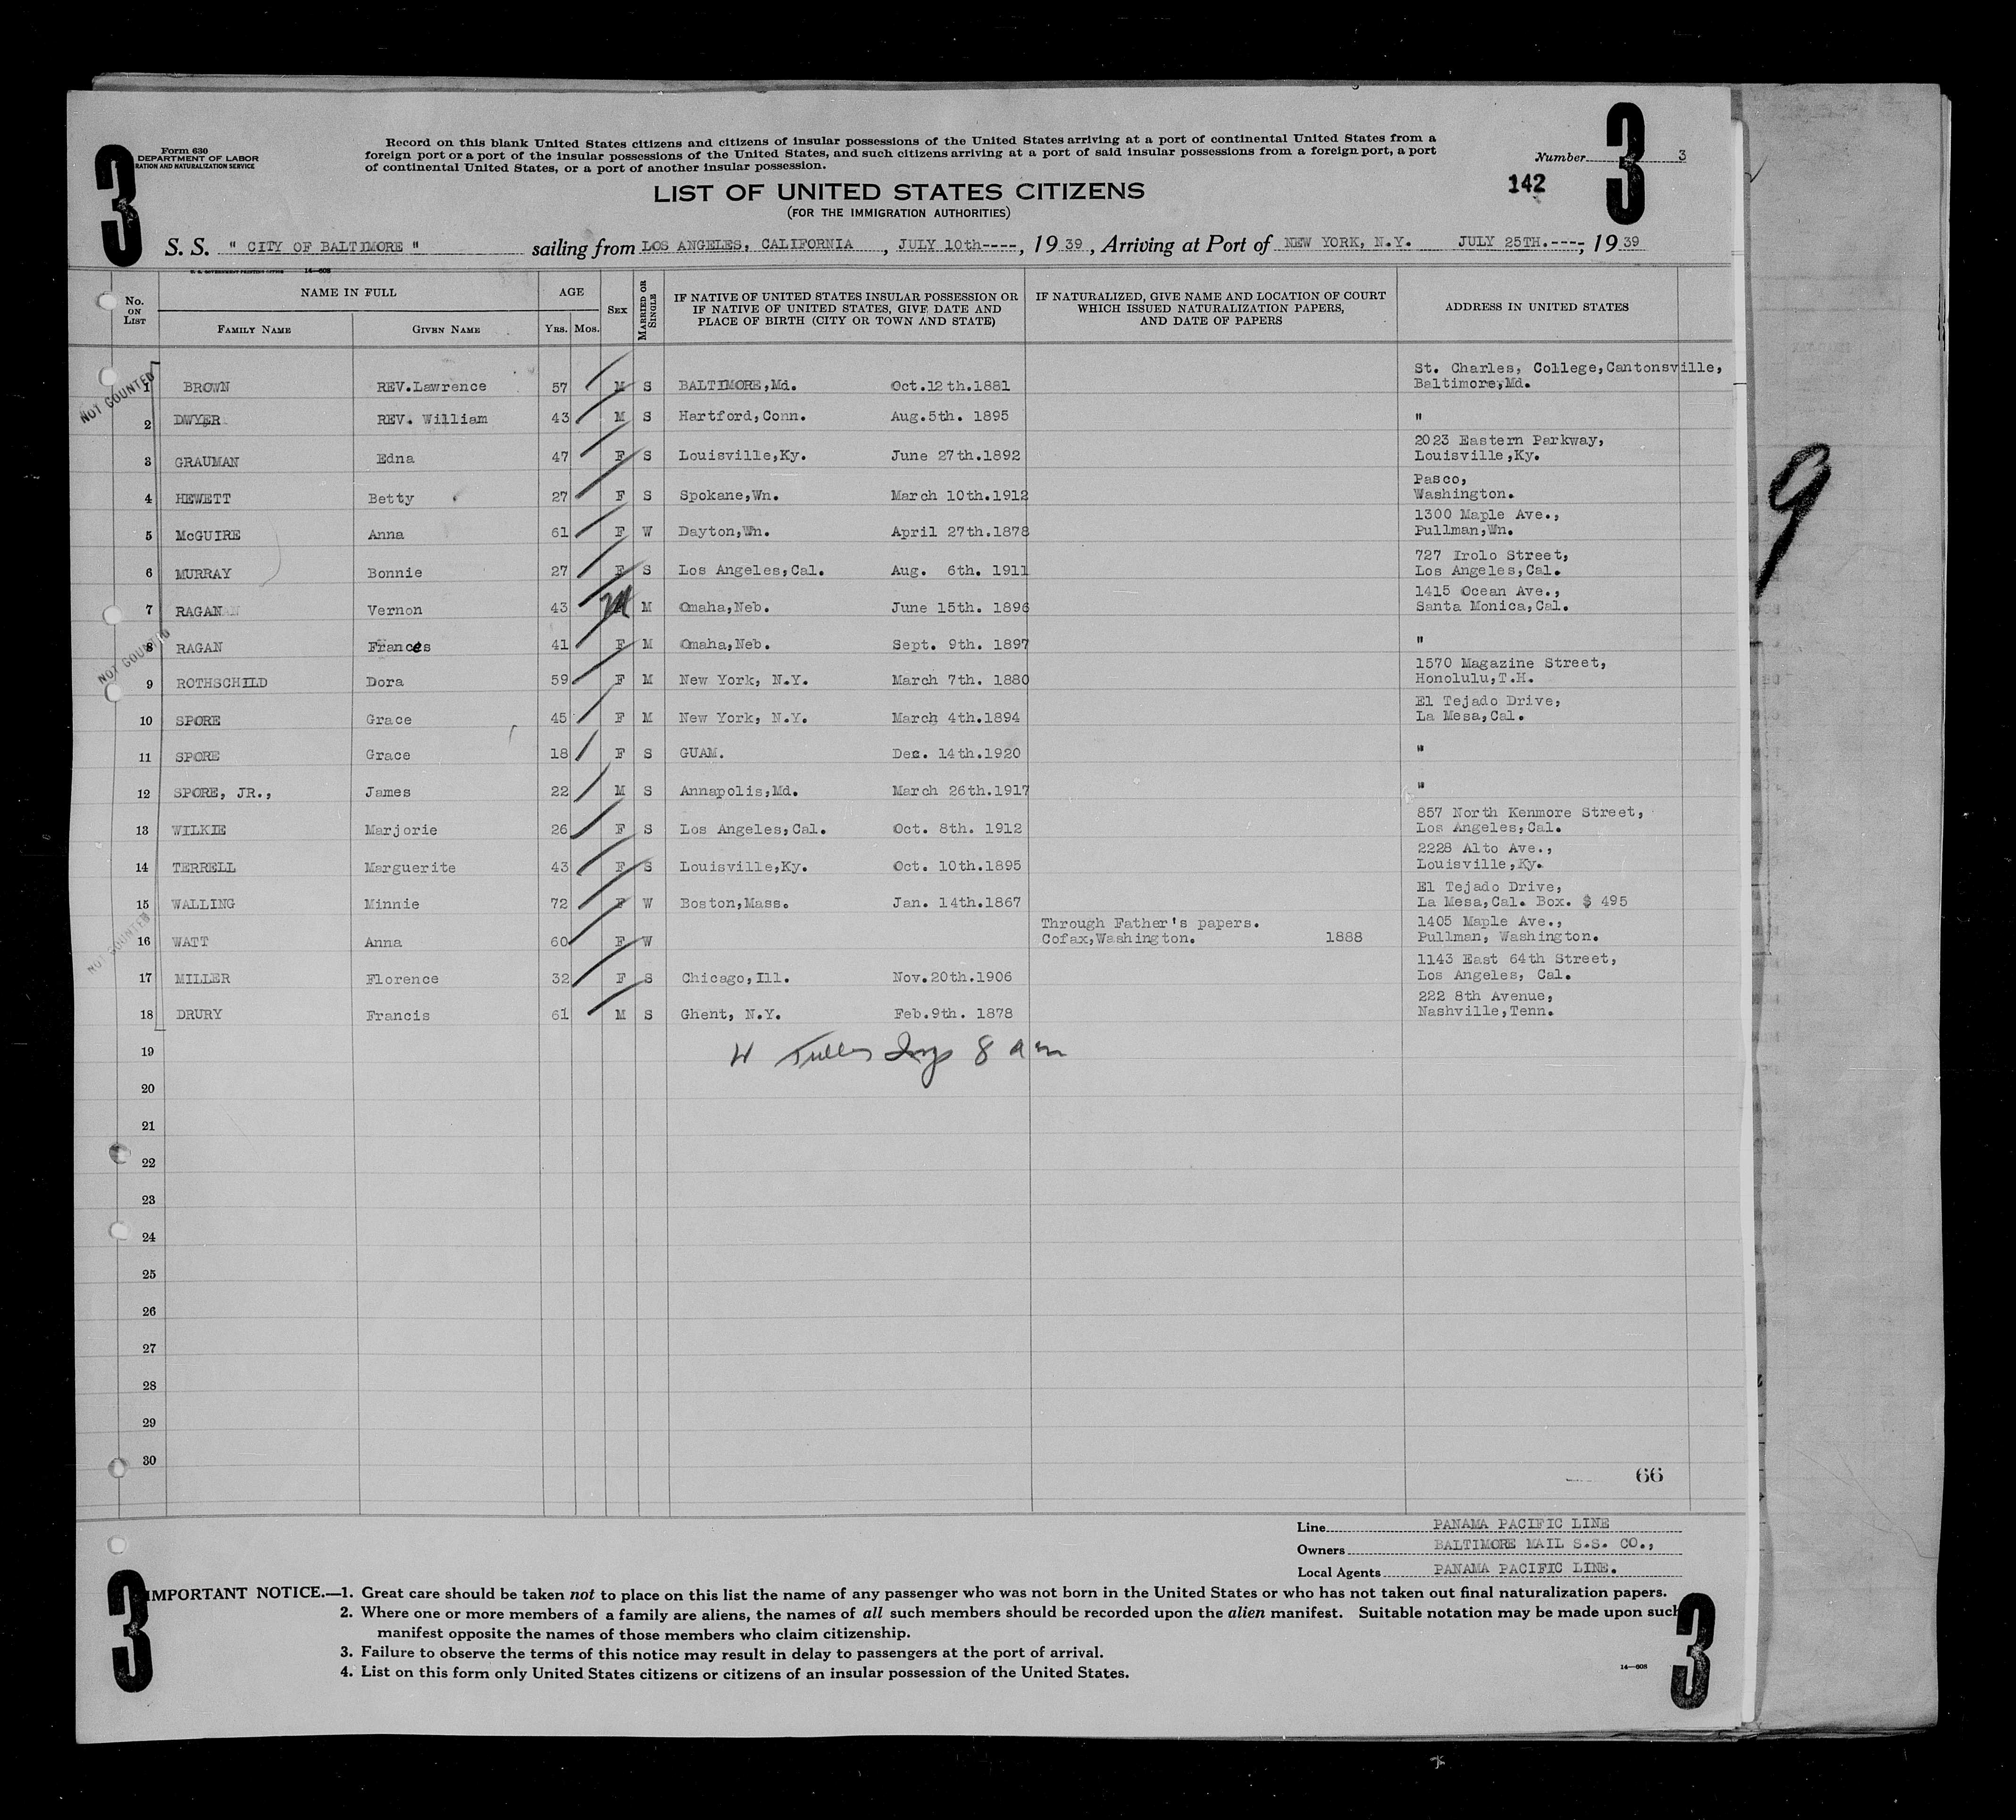 3
Form 630
DEPARTMENT OF LABOR
RATION AND NATURALIZATION SERVICE
Record on this blank United States citizens and citizens of insular possessions of the United States arriving at a port of continental United States from a
foreign port or a port of the insular possessions of the United States, and such citizens arriving at a port of said insular possessions from a foreign port, a port
of continental United States, or a port of another insular possession.
Number 3
3
142
LIST OF UNITED STATES CITIZENS
(FOR THE IMMIGRATION AUTHORITIES)
S. S. " CITY OF BALTIMORE " sailing from LOS ANGELES, CALIFORNIA , JULY 10th----, 1939, Arriving at Port of NEW YORK, N.Y. JULY 25TH.----, 1939
U. S. GOVERNMENT PRINTING OFFICE 14—608
No. ON LIST
NAME IN FULL
FAMILY NAME
GIVEN NAME
AGE
YRS. MOS.
SEX
MARRIED OR SINGLE
IF NATIVE OF UNITED STATES INSULAR POSSESSION OR
IF NATIVE OF UNITED STATES, GIVE DATE AND
PLACE OF BIRTH (CITY OR TOWN AND STATE)
IF NATURALIZED, GIVE NAME AND LOCATION OF COURT
WHICH ISSUED NATURALIZATION PAPERS,
AND DATE OF PAPERS
ADDRESS IN UNITED STATES
NOT COUNTED
St. Charles, College,Cantonsville,
1 BROWN REV.Lawrence 57 M S BALTIMORE,Md. Oct.12th.1881 Baltimore,Md.
2 DWYER REV. William 43 M S Hartford,Conn. Aug.5th. 1895 "
2023 Eastern Parkway,
3 GRAUMAN Edna 47 F S Louisville,Ky. June 27th.1892 Louisville,Ky.
Pasco,
4 HEWETT Betty 27 F S Spokane,Wn. March 10th.1912 Washington.
1300 Maple Ave.,
5 McGUIRE Anna 61 F W Dayton,Wn. April 27th.1878 Pullman,Wn.
727 Irolo Street,
6 MURRAY Bonnie 27 F S Los Angeles,Cal. Aug. 6th. 1911 Los Angeles,Cal.
1415 Ocean Ave.,
7 RAGAN Vernon 43 M M Omaha,Neb. June 15th. 1896 Santa Monica,Cal.
NOT COUNTED
8 RAGAN Frances 41 F M Omaha,Neb. Sept. 9th. 1897 "
1570 Magazine Street,
9 ROTHSCHILD Dora 59 F M New York, N.Y. March 7th. 1880 Honolulu,T.H.
El Tejado Drive,
10 SPORE Grace 45 F M New York, N.Y. March 4th.1894 La Mesa,Cal.
11 SPORE Grace 18 F S GUAM. Dec. 14th.1920 "
12 SPORE, JR., James 22 M S Annapolis,Md. March 26th.1917 "
857 North Kenmore Street,
13 WILKIE Marjorie 26 F S Los Angeles,Cal. Oct. 8th. 1912 Los Angeles,Cal.
2228 Alto Ave.,
14 TERRELL Marguerite 43 F S Louisville,Ky. Oct. 10th.1895 Louisville,Ky.
El Tejado Drive,
15 WALLING Minnie 72 F W Boston,Mass. Jan. 14th.1867 La Mesa,Cal. Box. $ 495
NOT COUNTED
Through Father's papers. 1405 Maple Ave.,
16 WATT Anna 60 F W Cofax,Washington. 1888 Pullman, Washington.
1143 East 64th Street,
17 MILLER Florence 32 F S Chicago,Ill. Nov.20th.1906 Los Angeles, Cal.
222 8th Avenue,
18 DRURY Francis 61 M S Ghent, N.Y. Feb.9th. 1878 Nashville,Tenn.
19 8 am
20
21
22
23
24
25
26
27
28
29
30
66
9
Line PANAMA PACIFIC LINE
Owners BALTIMORE MAIL S.S. CO.,
Local Agents PANAMA PACIFIC LINE.
3
IMPORTANT NOTICE.—1. Great care should be taken not to place on this list the name of any passenger who was not born in the United States or who has not taken out final naturalization papers.
2. Where one or more members of a family are aliens, the names of all such members should be recorded upon the alien manifest. Suitable notation may be made upon such
manifest opposite the names of those members who claim citizenship.
3. Failure to observe the terms of this notice may result in delay to passengers at the port of arrival.
4. List on this form only United States citizens or citizens of an insular possession of the United States.
14—608
3